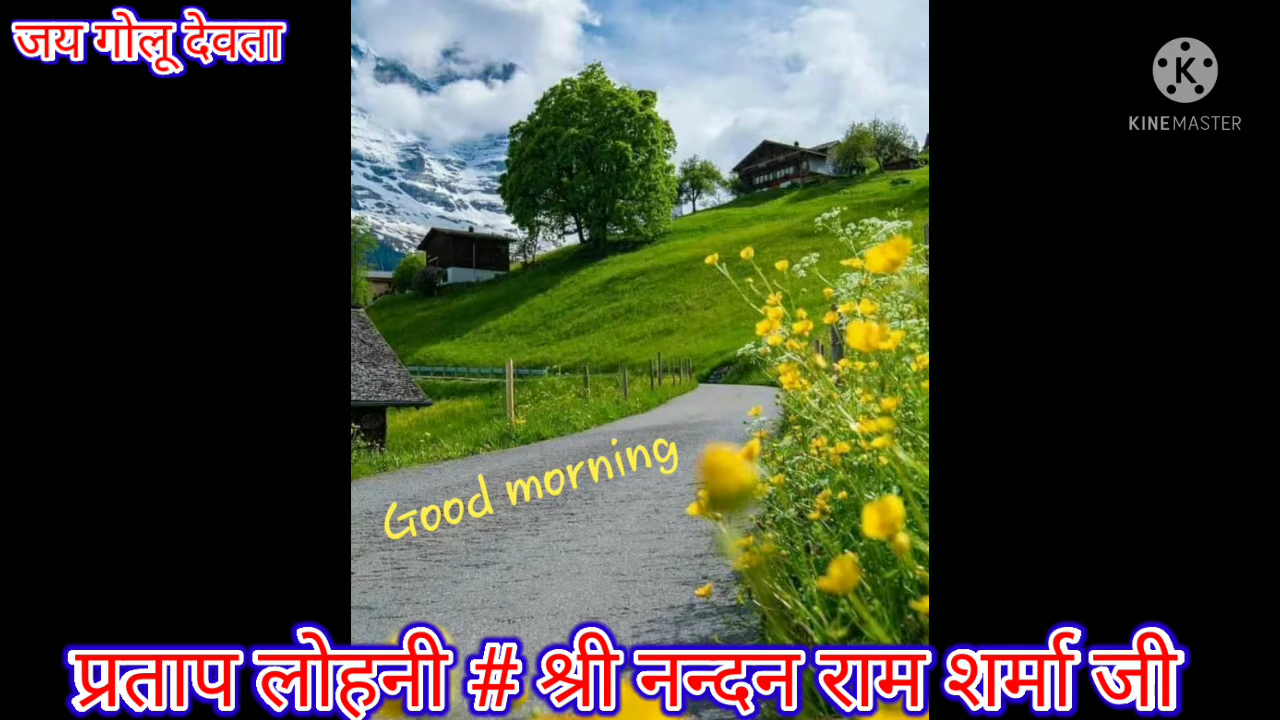 जय गोलू देवता
KINEMASTER
Good morning
प्रताप लोहनी # श्री नन्दन राम शर्मा जी